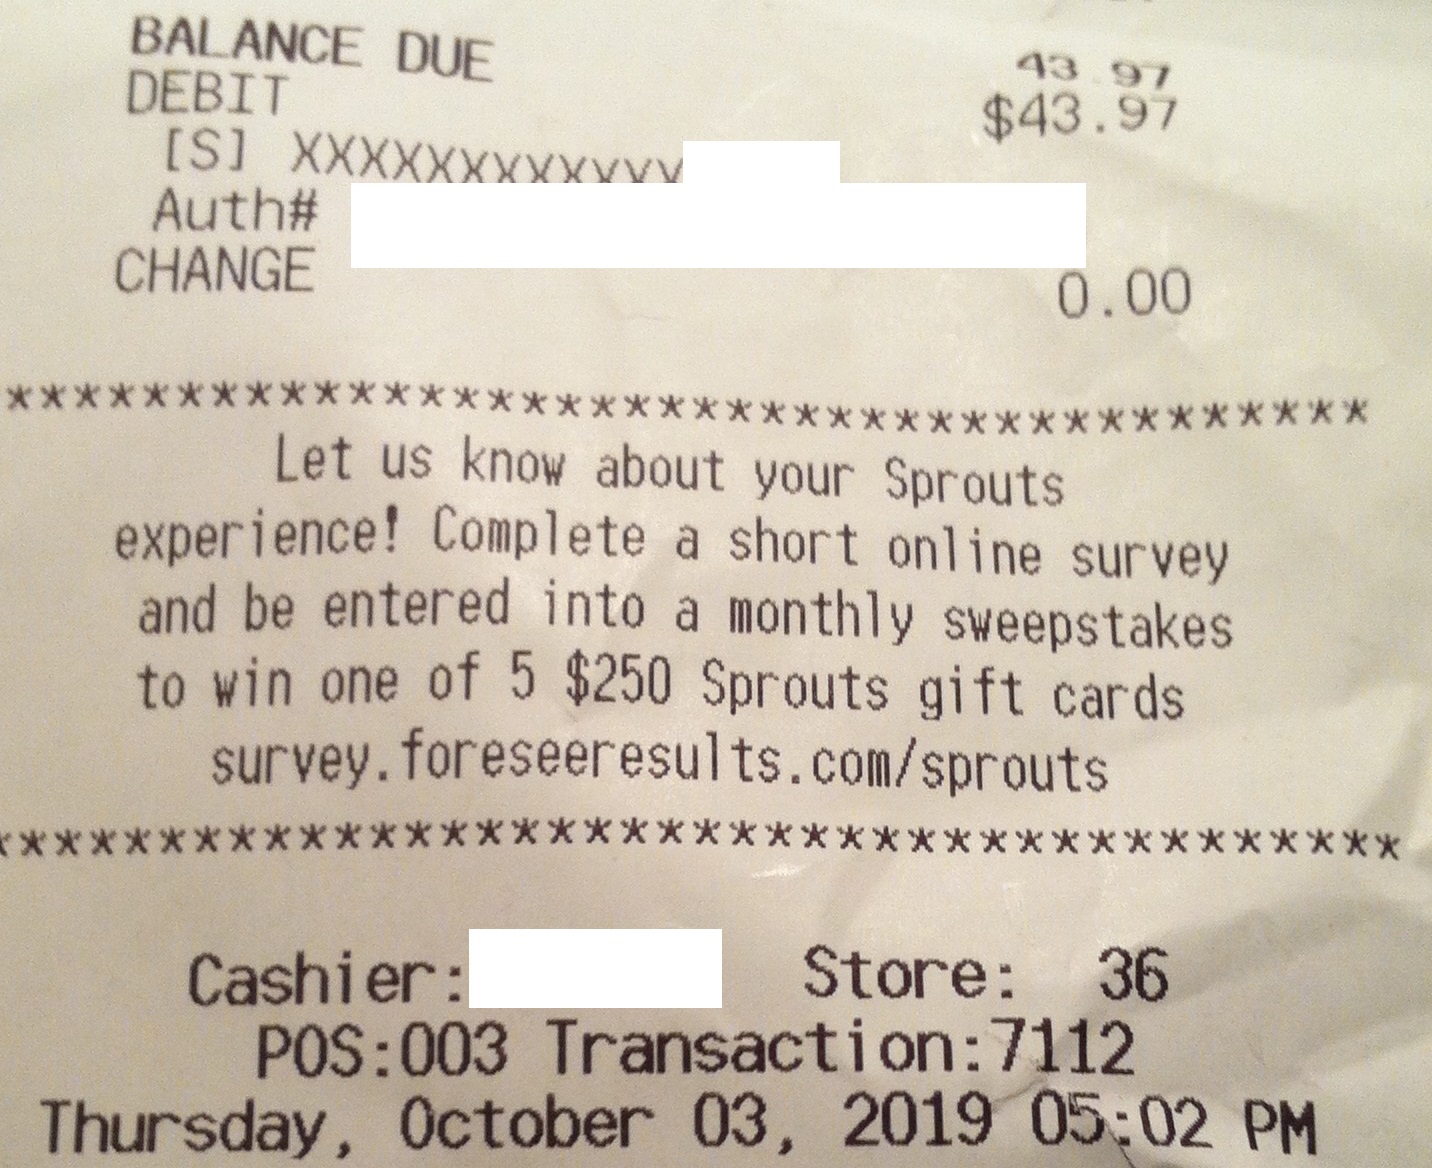 BALANCE DUE 43.97
DEBIT $43.97
[S] XXXXXXXXXXXX
Auth#
CHANGE 0.00
****************************************
Let us know about your Sprouts
experience! Complete a short online survey
and be entered into a monthly sweepstakes
to win one of 5 $250 Sprouts gift cards
survey.foreseeresults.com/sprouts
****************************************
Cashier: Store: 36
POS:003 Transaction:7112
Thursday, October 03, 2019 05:02 PM